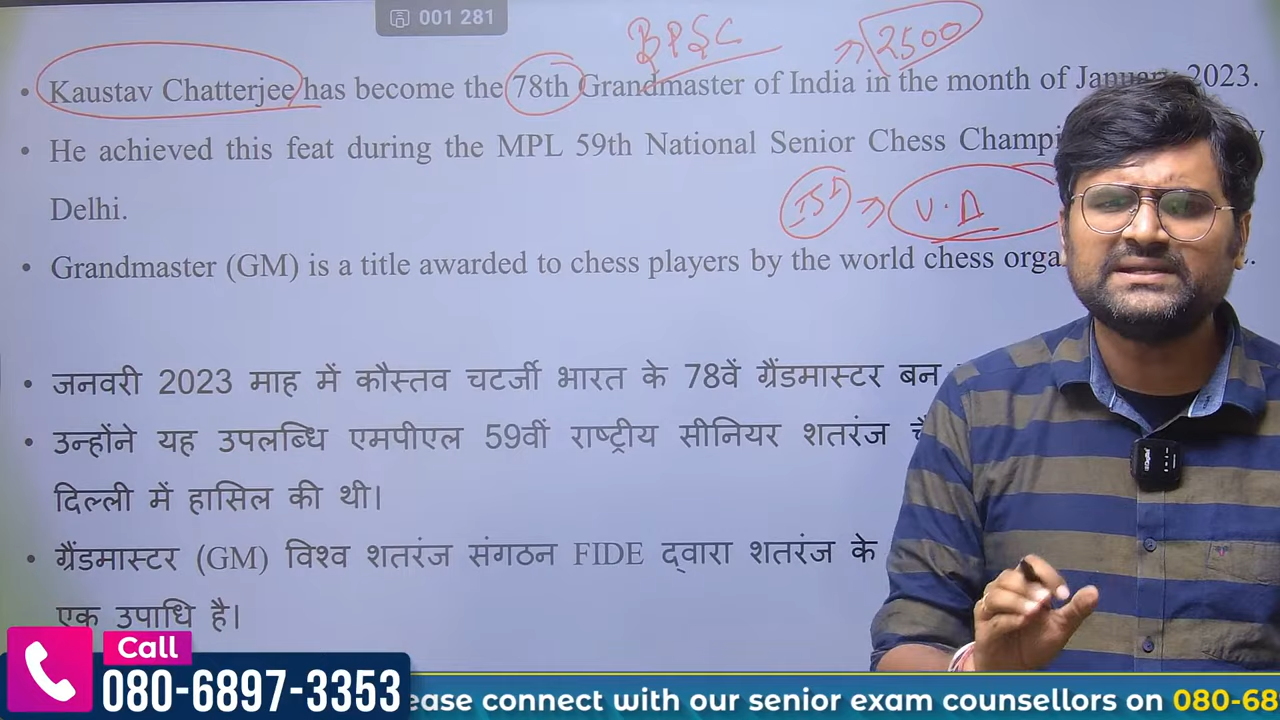 001 281
BPSC
⇒ 2500
• Kaustav Chatterjee has become the 78th Grandmaster of India in the month of January 2023.
• He achieved this feat during the MPL 59th National Senior Chess
Delhi.
1st ⇒ V.A
• Grandmaster (GM) is a title awarded to chess players by the world chess
• जनवरी 2023 माह में कौस्तव चटर्जी भारत के 78वें ग्रैंडमास्टर बन
• उन्होंने यह उपलब्धि एमपीएल 59वीं राष्ट्रीय सीनियर शतरंज
दिल्ली में हासिल की थी।
• ग्रैंडमास्टर (GM) विश्व शतरंज संगठन FIDE द्वारा शतरंज के
एक उपाधि है।
Call
080-6897-3353
ease connect with our senior exam counsellors on 080-68